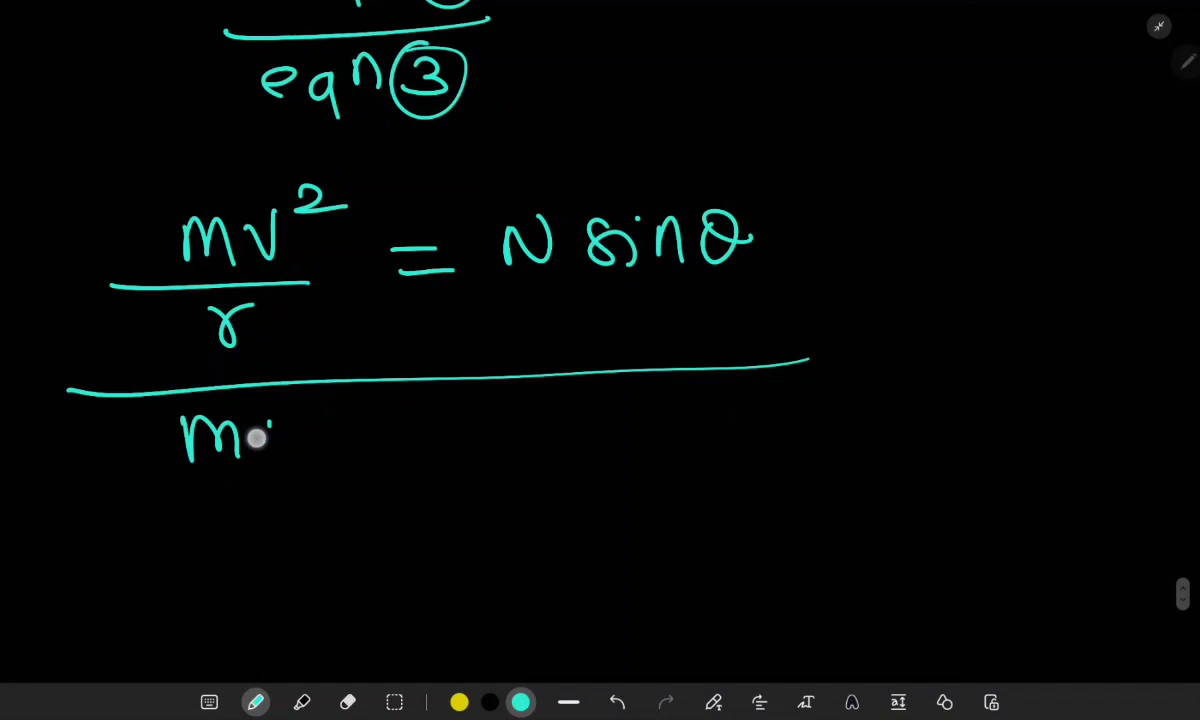 eqn ③
mv² = N sinθ
r
m